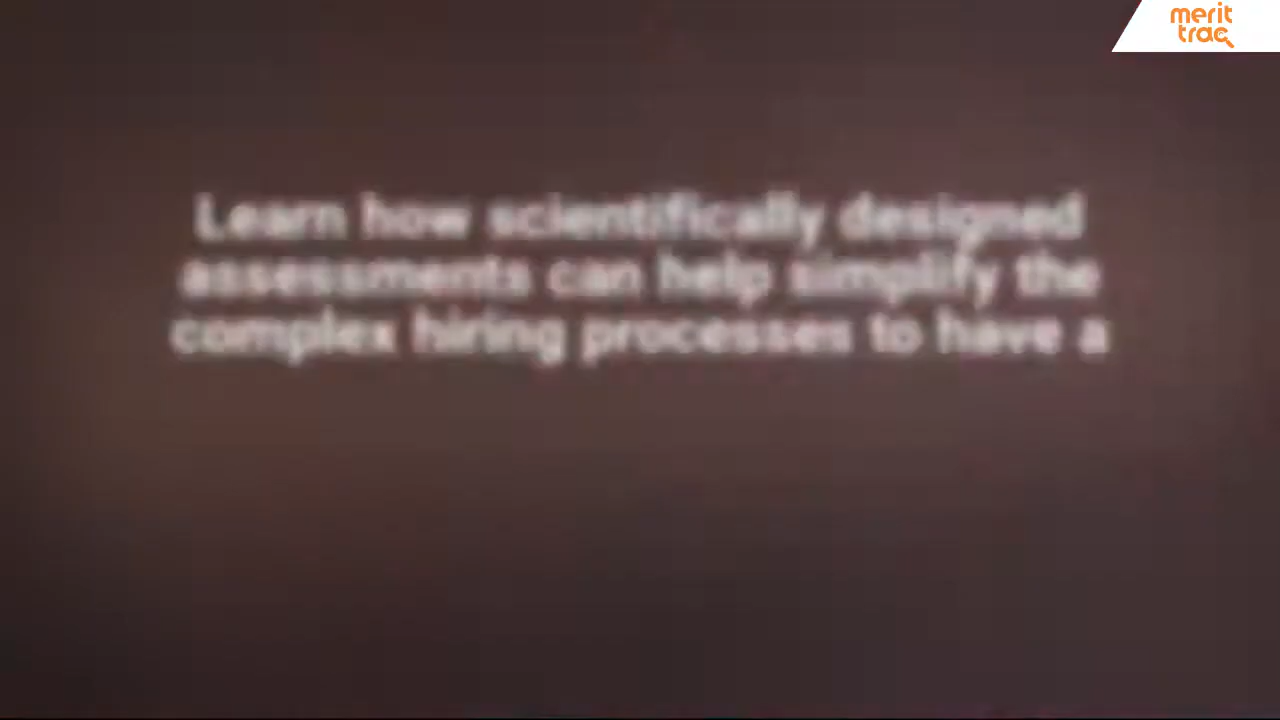 merit
trac
Learn how scientifically designed
assessments can help simplify the
complex hiring processes to have a